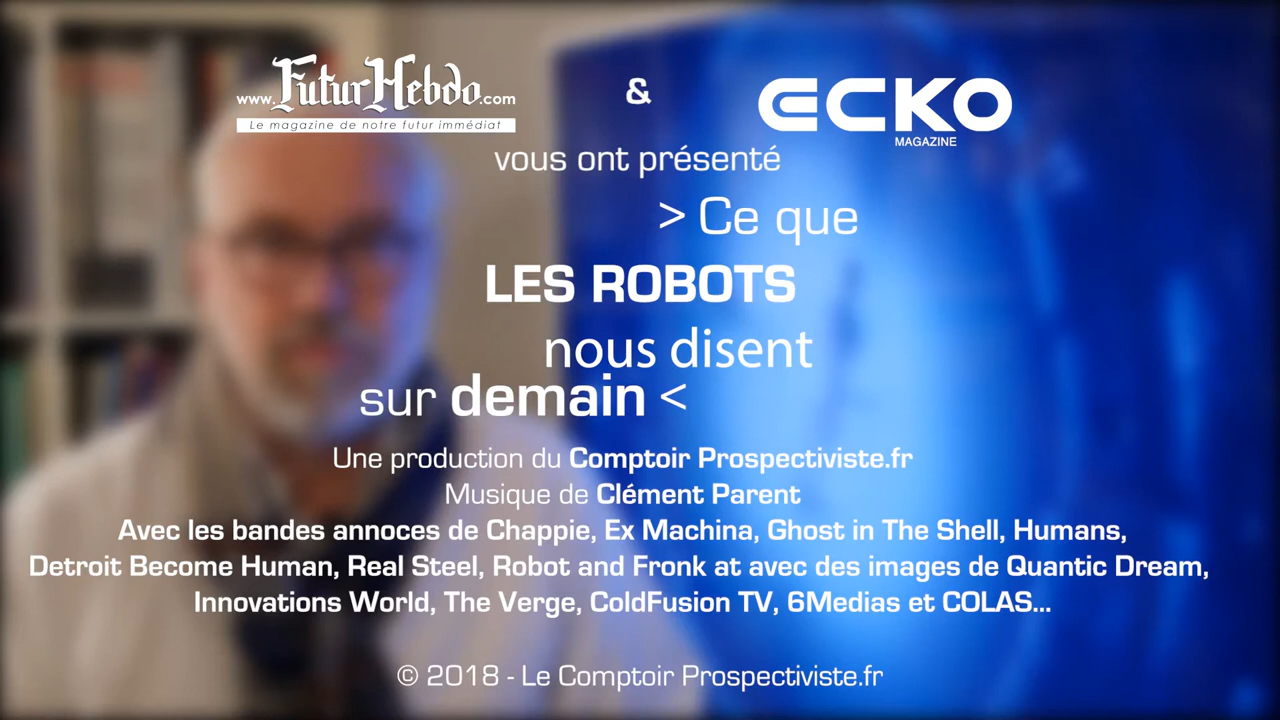 www.FuturHebdo.com & ECKO
Le magazine de notre futur immédiat
MAGAZINE
vous ont présenté
> Ce que
LES ROBOTS
nous disent
sur demain <
Une production du Comptoir Prospectiviste.fr
Musique de Clément Parent
Avec les bandes annoces de Chappie, Ex Machina, Ghost in The Shell, Humans,
Detroit Become Human, Real Steel, Robot and Fronk at avec des images de Quantic Dream,
Innovations World, The Verge, ColdFusion TV, 6Medias et COLAS...
© 2018 - Le Comptoir Prospectiviste.fr